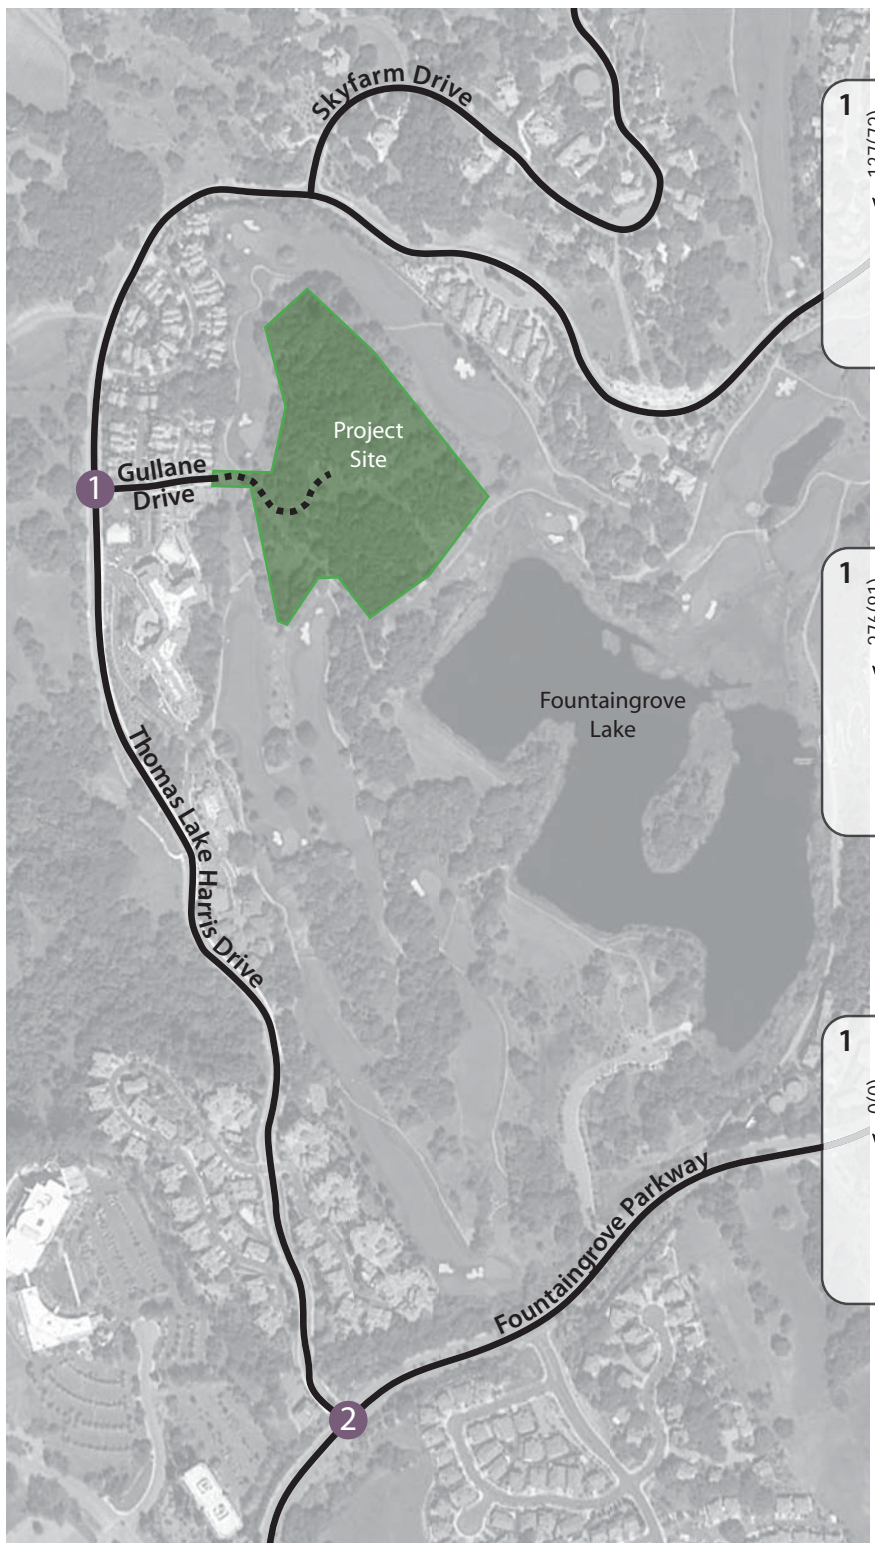 Skyfarm Drive
1
Project
Site
Gullane
Drive
1
1
Fountaingrove
Lake
Thomas Lake Harris Drive
1
Fountaingrove Parkway
2